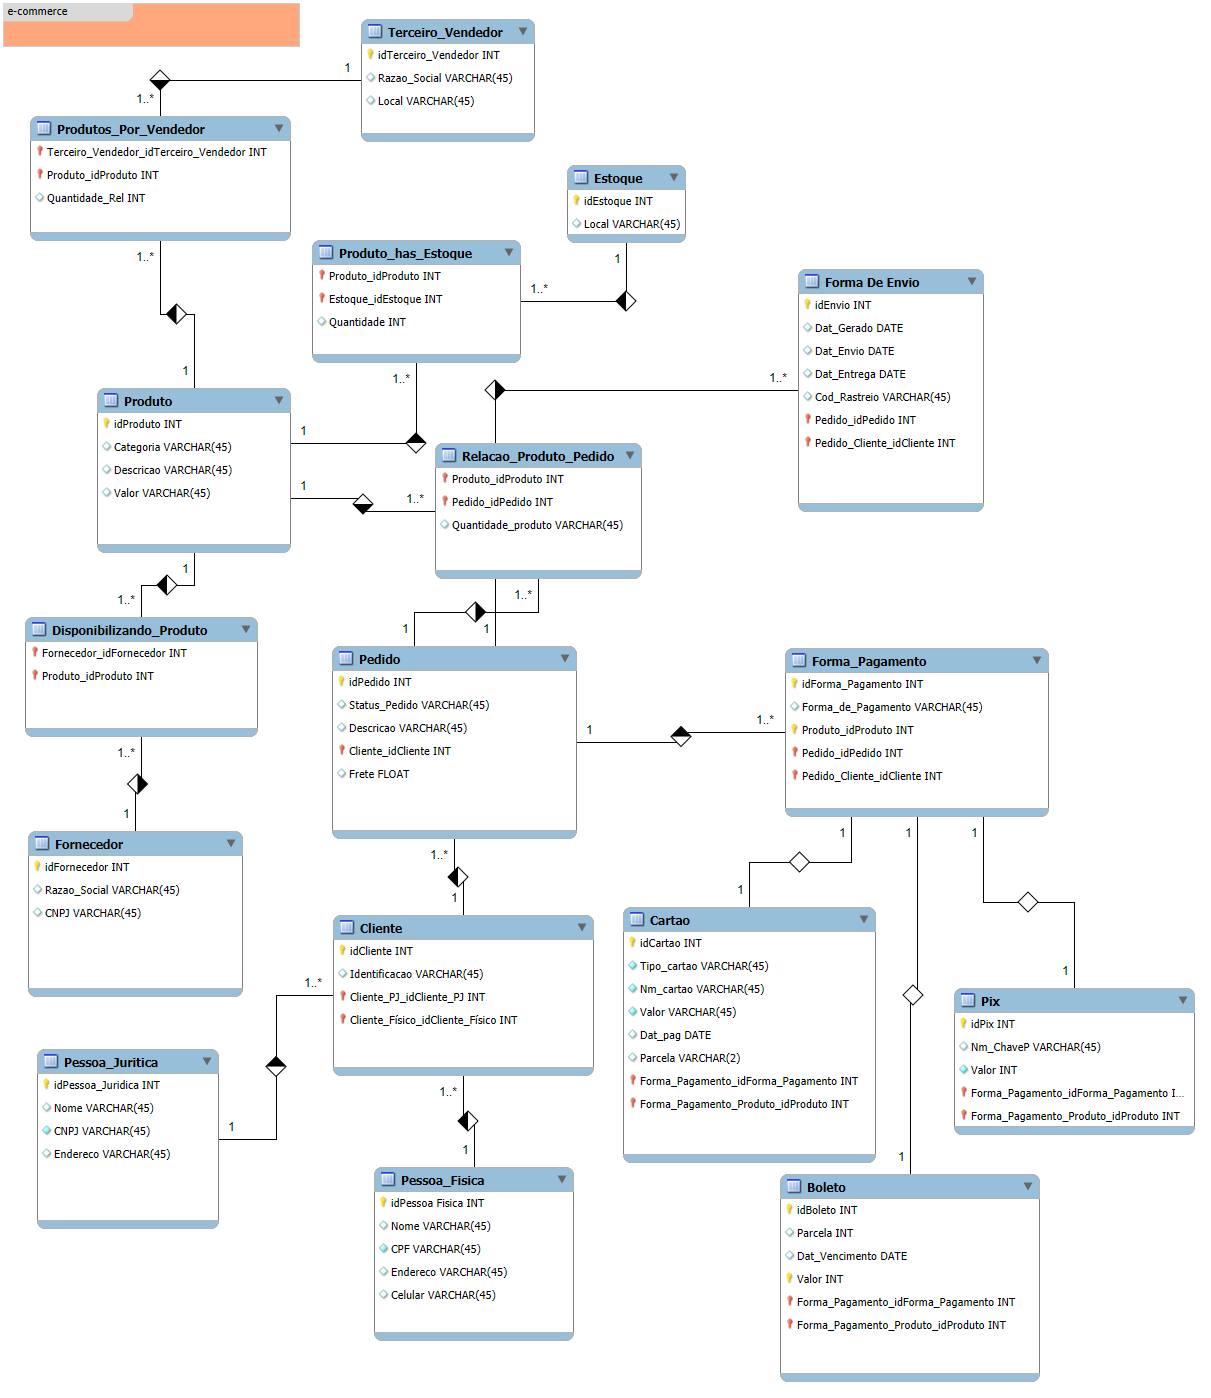 e-commerce
Terceiro_Vendedor
idTerceiro_Vendedor INT
Razao_Social VARCHAR(45)
Local VARCHAR(45)
1
1..*
Produtos_Por_Vendedor
Terceiro_Vendedor_idTerceiro_Vendedor INT
Produto_idProduto INT
Quantidade_Rel INT
1..*
1
Estoque
idEstoque INT
Local VARCHAR(45)
1
1..*
Produto_has_Estoque
Produto_idProduto INT
Estoque_idEstoque INT
Quantidade INT
1..*
1
Forma De Envio
idEnvio INT
Dat_Gerado DATE
Dat_Envio DATE
Dat_Entrega DATE
Cod_Rastreio VARCHAR(45)
Pedido_idPedido INT
Pedido_Cliente_idCliente INT
1..*
1
Produto
idProduto INT
Categoria VARCHAR(45)
Descricao VARCHAR(45)
Valor VARCHAR(45)
1
1..*
Relacao_Produto_Pedido
Produto_idProduto INT
Pedido_idPedido INT
Quantidade_produto VARCHAR(45)
1..*
1
1
1..*
Disponibilizando_Produto
Fornecedor_idFornecedor INT
Produto_idProduto INT
1..*
1
Pedido
idPedido INT
Status_Pedido VARCHAR(45)
Descricao VARCHAR(45)
Cliente_idCliente INT
Frete FLOAT
1
1..*
Forma_Pagamento
idForma_Pagamento INT
Forma_de_Pagamento VARCHAR(45)
Produto_idProduto INT
Pedido_idPedido INT
Pedido_Cliente_idCliente INT
1
1
1
Fornecedor
idFornecedor INT
Razao_Social VARCHAR(45)
CNPJ VARCHAR(45)
1..*
1
Cliente
idCliente INT
Identificacao VARCHAR(45)
Cliente_PJ_idCliente_PJ INT
Cliente_Físico_idCliente_Físico INT
1..*
1
1..*
1
Cartao
idCartao INT
Tipo_cartao VARCHAR(45)
Nm_cartao VARCHAR(45)
Valor VARCHAR(45)
Dat_pag DATE
Parcela VARCHAR(2)
Forma_Pagamento_idForma_Pagamento INT
Forma_Pagamento_Produto_idProduto INT
1
Pix
idPix INT
Nm_ChaveP VARCHAR(45)
Valor INT
Forma_Pagamento_idForma_Pagamento I...
Forma_Pagamento_Produto_idProduto INT
1
Pessoa_Juritica
idPessoa_Juridica INT
Nome VARCHAR(45)
CNPJ VARCHAR(45)
Endereco VARCHAR(45)
1
Pessoa_Fisica
idPessoa Fisica INT
Nome VARCHAR(45)
CPF VARCHAR(45)
Endereco VARCHAR(45)
Celular VARCHAR(45)
Boleto
idBoleto INT
Parcela INT
Dat_Vencimento DATE
Valor INT
Forma_Pagamento_idForma_Pagamento INT
Forma_Pagamento_Produto_idProduto INT